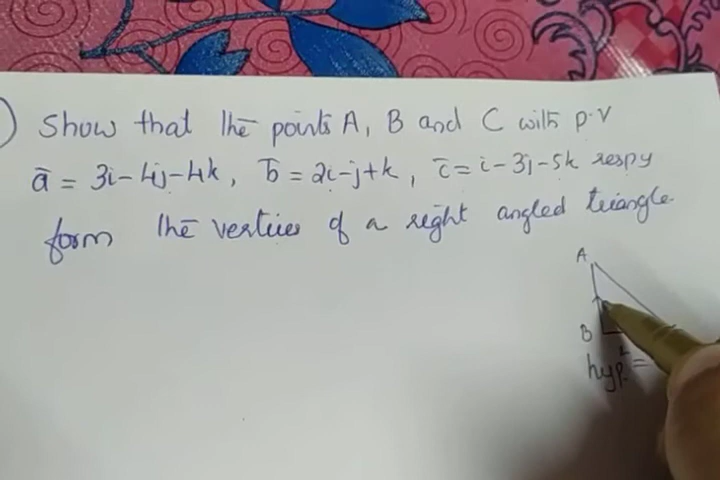 ) Show that the points A, B and C with p.v
a̅ = 3i-4j-4k, b̅ = 2i-j+k, c̅ = i-3j-5k respy
form the vertices of a right angled triangle.
A
B
hyp² =